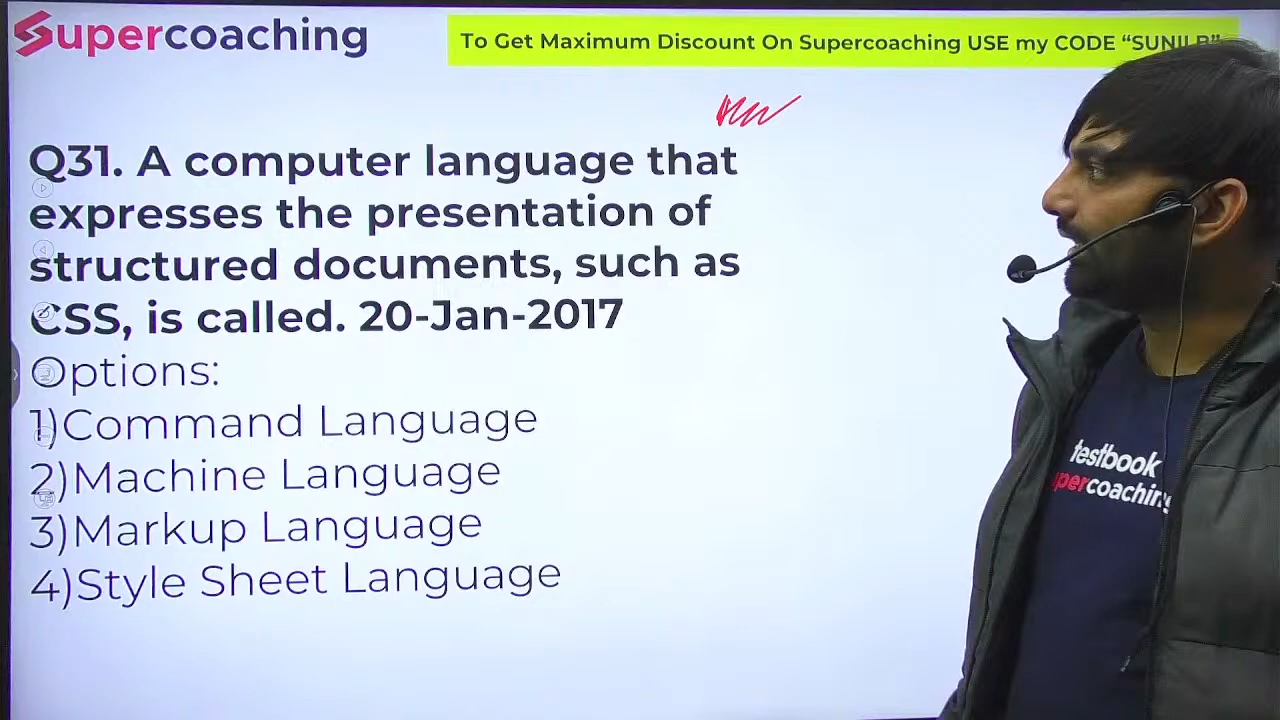 Supercoaching
To Get Maximum Discount On Supercoaching USE my CODE “SUNILB”
Q31. A computer language that
expresses the presentation of
structured documents, such as
CSS, is called. 20-Jan-2017
Options:
1)Command Language
2)Machine Language
3)Markup Language
4)Style Sheet Language
testbook
percoaching